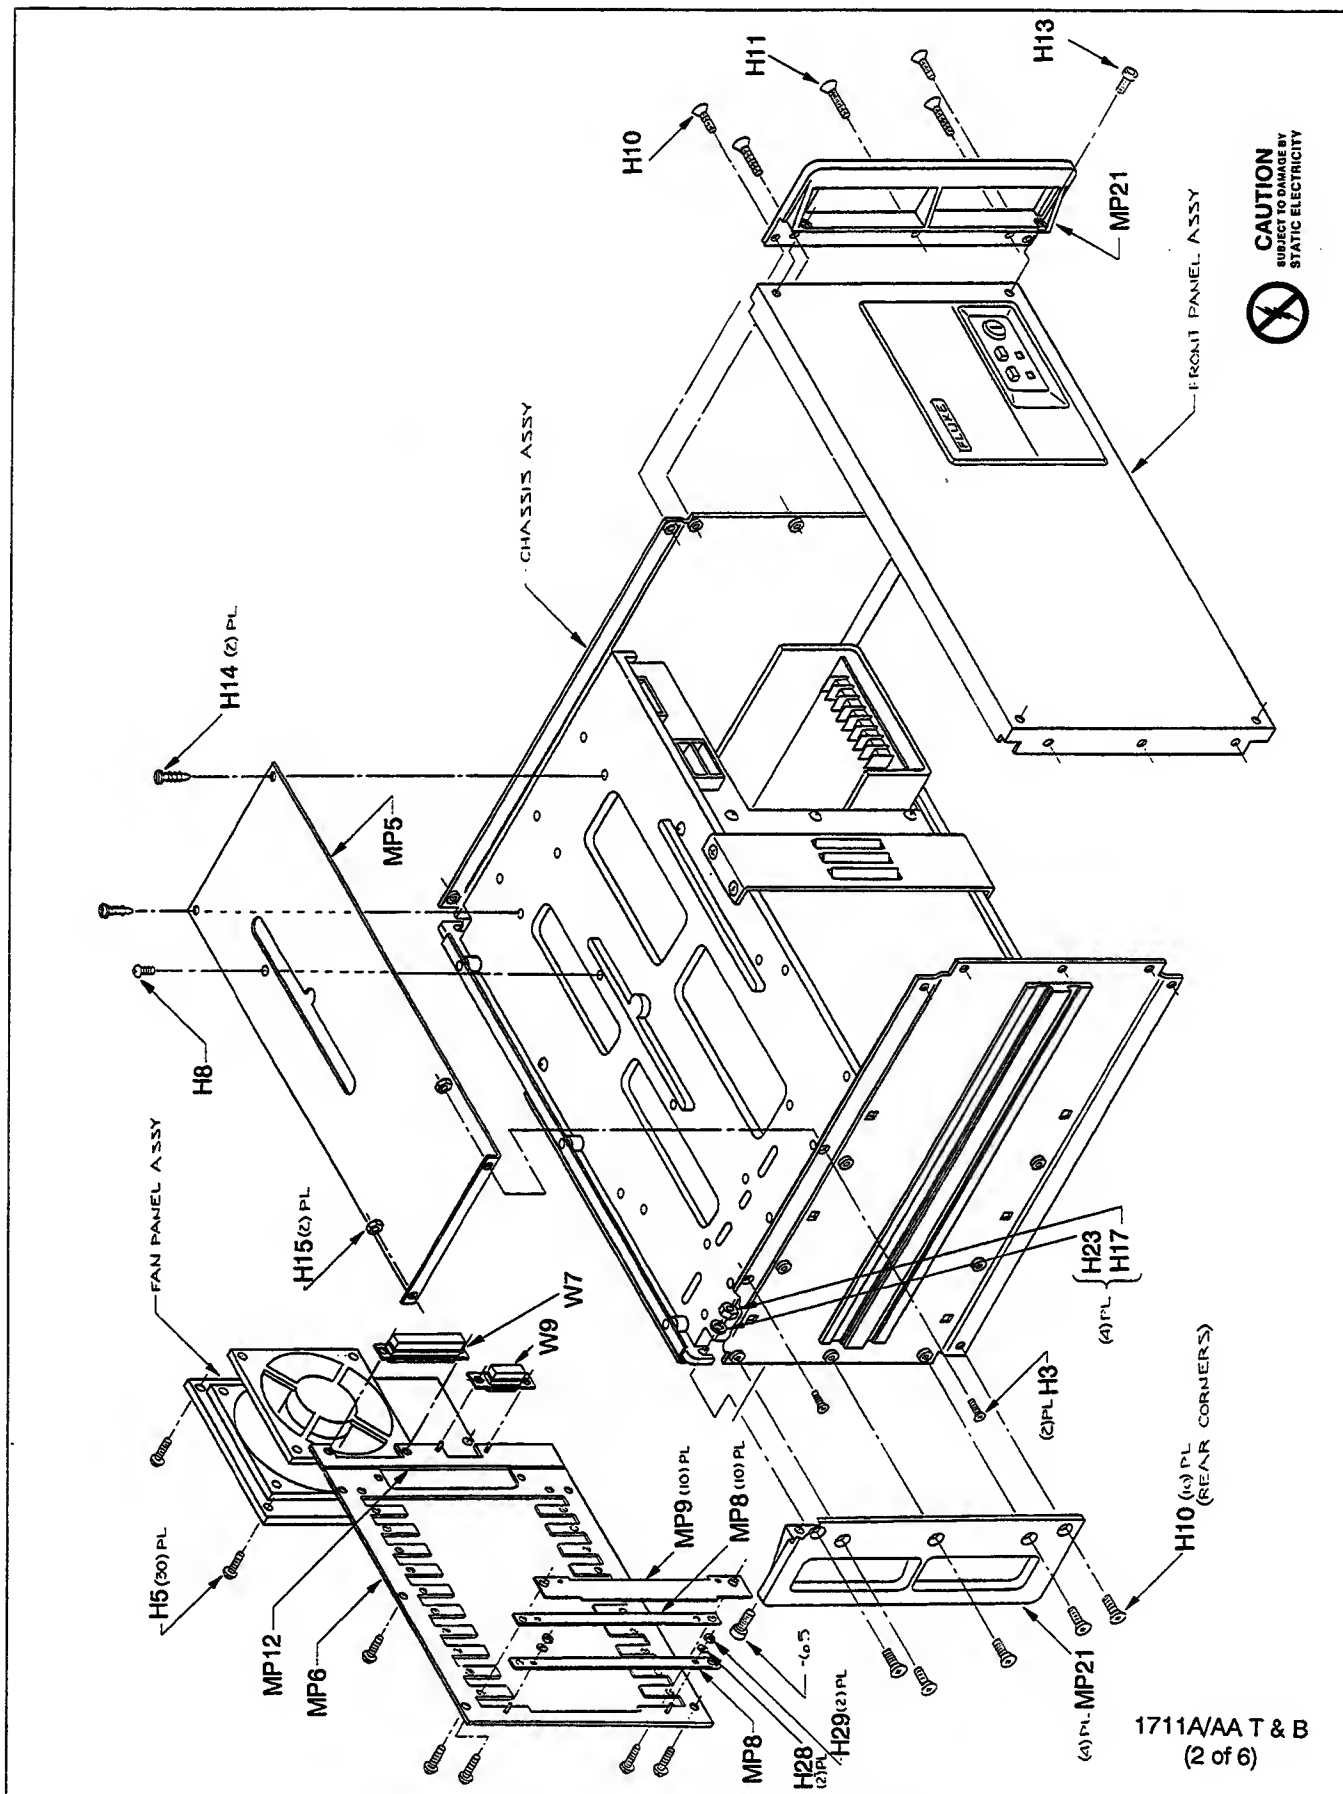 H10
H11
H13
MP21
CAUTION
SUBJECT TO DAMAGE BY
STATIC ELECTRICITY
FRONT PANEL ASSY
FLUKE
CHASSIS ASSY
H14 (2) PL
MP5
H8
FAN PANEL ASSY
H15 (2) PL
W7
W9
H5 (30) PL
MP12
MP6
MP9 (10) PL
MP8 (10) PL
MP8
H28
(2) PL
H29 (2) PL
H23
H17
(4) PL
(2) PL H3
H10 (16) PL
(REAR CORNERS)
(4) PL MP21
1711A/AA T & B
(2 of 6)